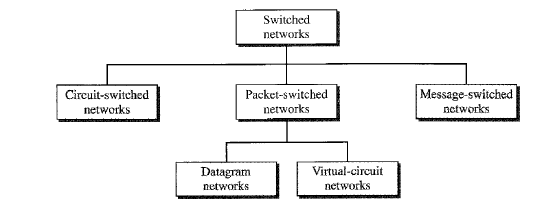 Switched
networks
Circuit-switched
networks
Packet-switched
networks
Message-switched
networks
Datagram
networks
Virtual-circuit
networks